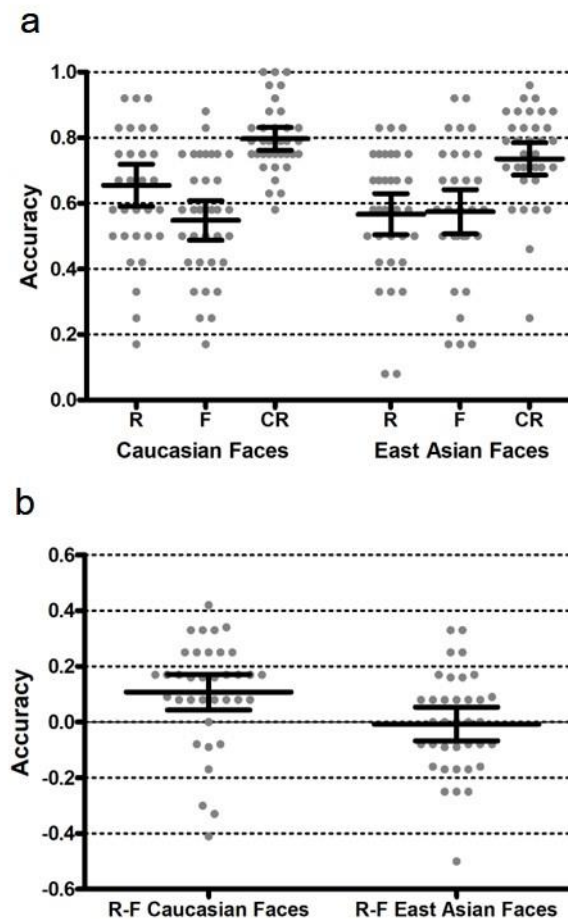 a
1.0
0.8
0.6
0.4
0.2
0.0
Accuracy
R F CR R F CR
Caucasian Faces East Asian Faces
b
0.6
0.4
0.2
0.0
-0.2
-0.4
-0.6
Accuracy
R-F Caucasian Faces R-F East Asian Faces